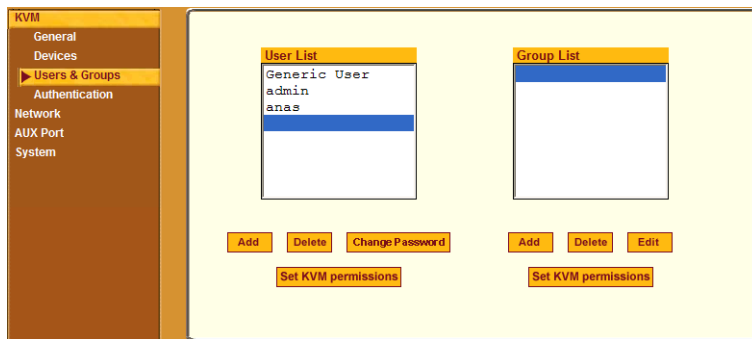 KVM
General
Devices
Users & Groups
Authentication
Network
AUX Port
System
User List
Generic User
admin
anas
Add Delete Change Password
Set KVM permissions
Group List
Add Delete Edit
Set KVM permissions